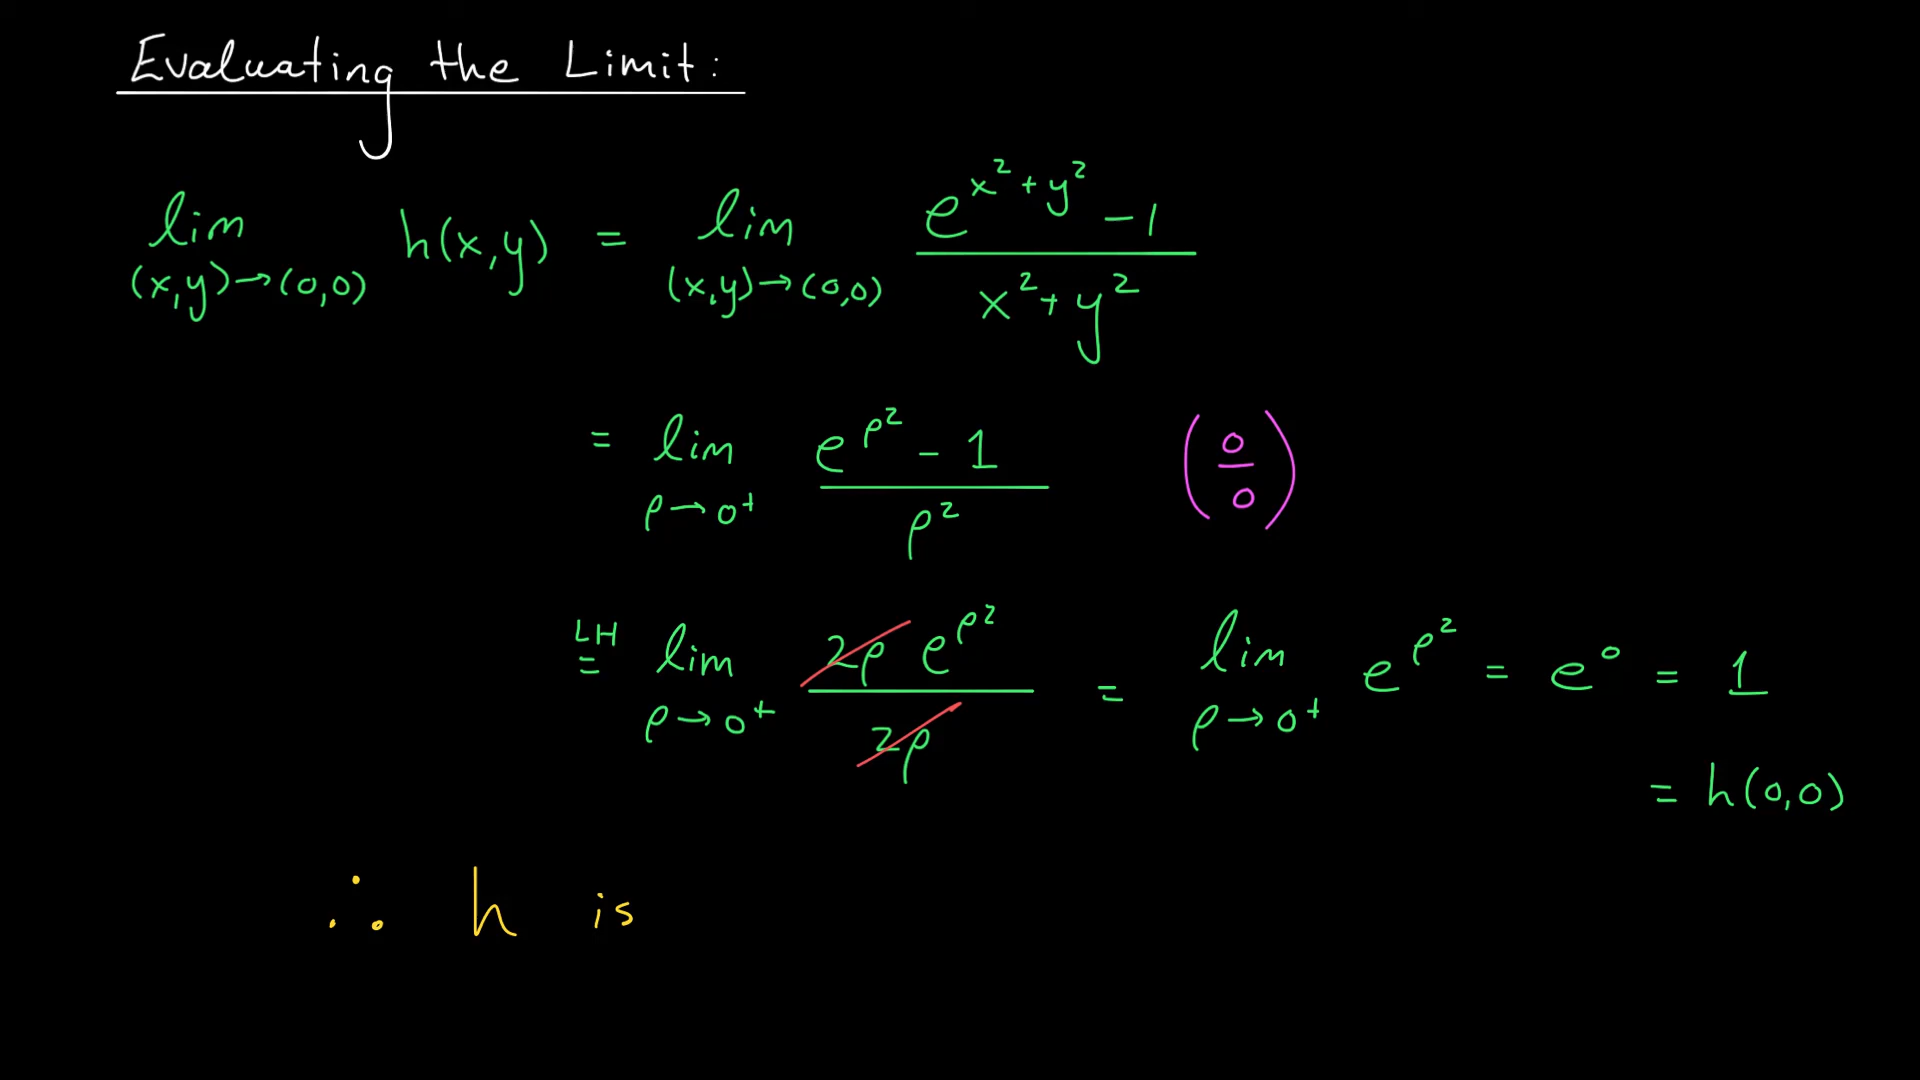 Evaluating the Limit:
lim (x,y)→(0,0) h(x,y) = lim (x,y)→(0,0) (e^(x²+y²) - 1)/(x²+y²)
= lim ρ→0⁺ (e^(ρ²) - 1)/ρ² (0/0)
LH= lim ρ→0⁺ (2ρ e^(ρ²))/(2ρ) = lim ρ→0⁺ e^(ρ²) = e⁰ = 1
= h(0,0)
∴ h is